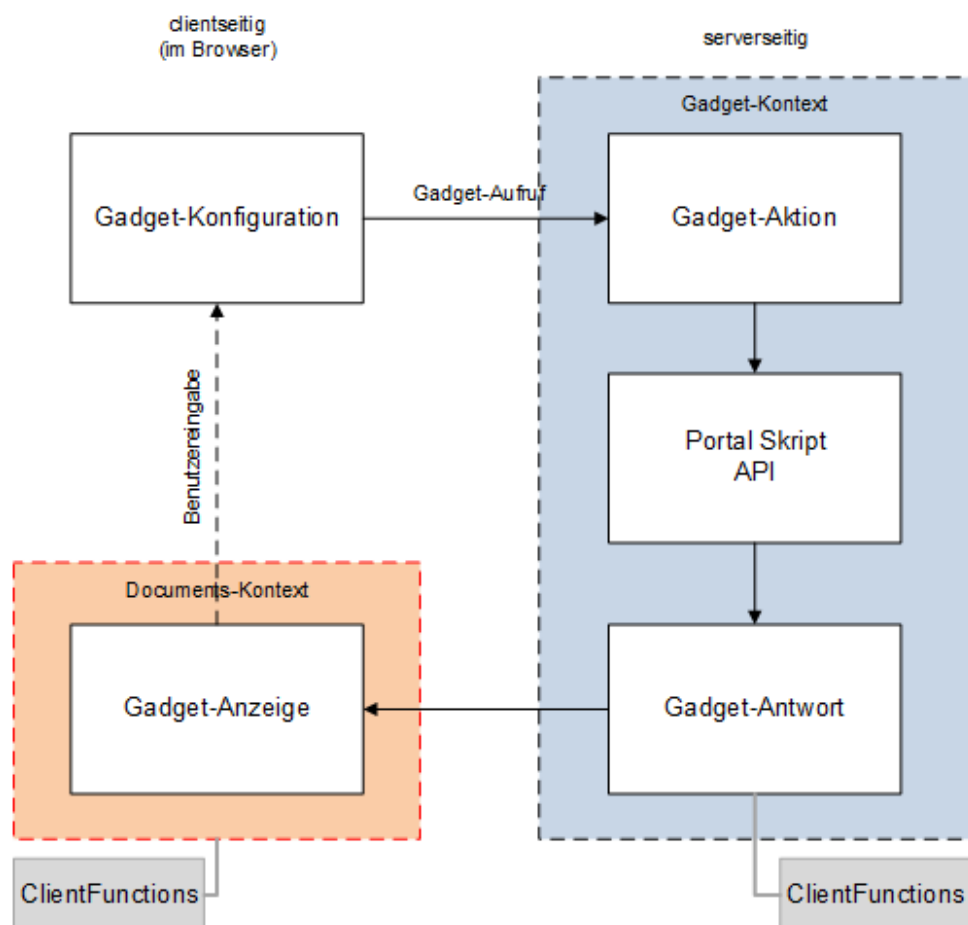 clientseitig
(im Browser)
serverseitig
Gadget-Kontext
Gadget-Konfiguration
Gadget-Aufruf
Gadget-Aktion
Benutzereingabe
Portal Skript
API
Documents-Kontext
Gadget-Anzeige
Gadget-Antwort
ClientFunctions
ClientFunctions